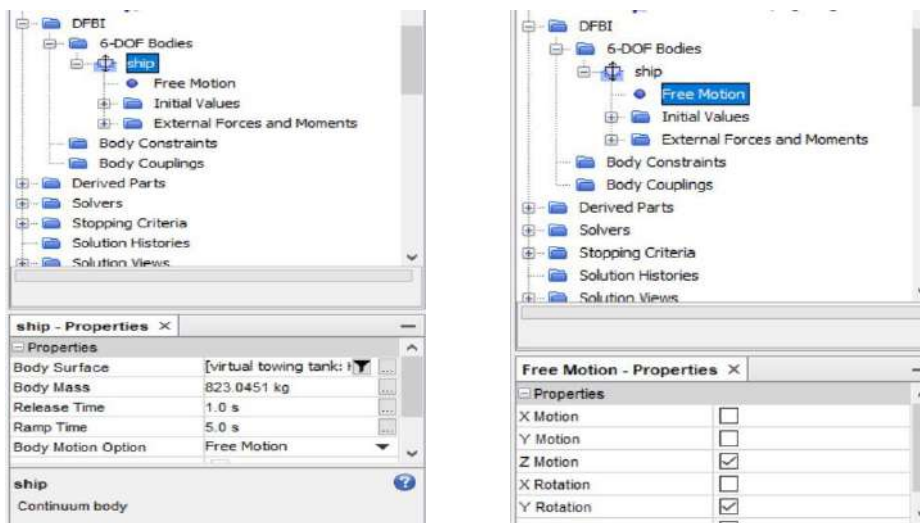 DFBI
6-DOF Bodies
ship
Free Motion
Initial Values
External Forces and Moments
Body Constraints
Body Couplings
Derived Parts
Solvers
Stopping Criteria
Solution Histories
Solution Views
ship - Properties ×
Properties
Body Surface [virtual towing tank:
Body Mass 823.0451 kg
Release Time 1.0 s
Ramp Time 5.0 s
Body Motion Option Free Motion
ship
Continuum body
DFBI
6-DOF Bodies
ship
Free Motion
Initial Values
External Forces and Moments
Body Constraints
Body Couplings
Derived Parts
Solvers
Stopping Criteria
Solution Histories
Solution Views
Free Motion - Properties ×
Properties
X Motion
Y Motion
Z Motion
X Rotation
Y Rotation